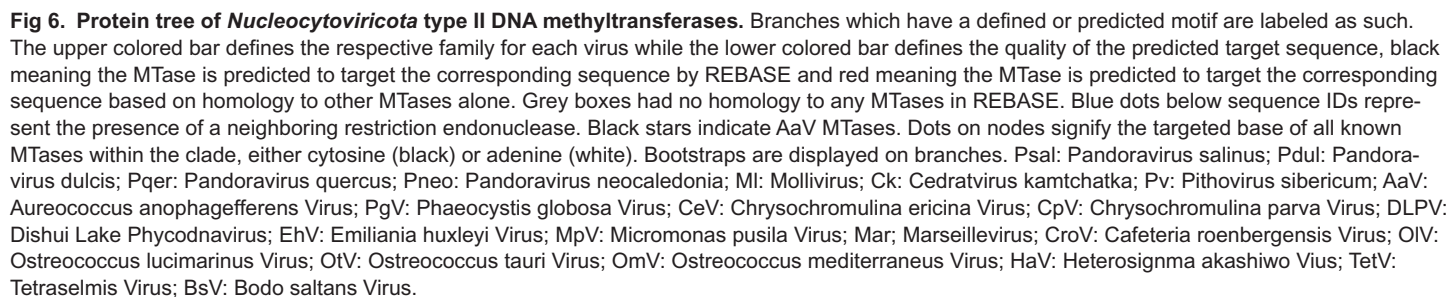 Fig 6. Protein tree of Nucleocytoviricota type II DNA methyltransferases. Branches which have a defined or predicted motif are labeled as such.
The upper colored bar defines the respective family for each virus while the lower colored bar defines the quality of the predicted target sequence, black
meaning the MTase is predicted to target the corresponding sequence by REBASE and red meaning the MTase is predicted to target the corresponding
sequence based on homology to other MTases alone. Grey boxes had no homology to any MTases in REBASE. Blue dots below sequence IDs repre-
sent the presence of a neighboring restriction endonuclease. Black stars indicate AaV MTases. Dots on nodes signify the targeted base of all known
MTases within the clade, either cytosine (black) or adenine (white). Bootstraps are displayed on branches. Psal: Pandoravirus salinus; Pdul: Pandora-
virus dulcis; Pqer: Pandoravirus quercus; Pneo: Pandoravirus neocaledonia; Ml: Mollivirus; Ck: Cedratvirus kamtchatka; Pv: Pithovirus sibericum; AaV:
Aureococcus anophagefferens Virus; PgV: Phaeocystis globosa Virus; CeV: Chrysochromulina ericina Virus; CpV: Chrysochromulina parva Virus; DLPV:
Dishui Lake Phycodnavirus; EhV: Emiliania huxleyi Virus; MpV: Micromonas pusila Virus; Mar; Marseillevirus; CroV: Cafeteria roenbergensis Virus; OlV:
Ostreococcus lucimarinus Virus; OtV: Ostreococcus tauri Virus; OmV: Ostreococcus mediterraneus Virus; HaV: Heterosignma akashiwo Vius; TetV:
Tetraselmis Virus; BsV: Bodo saltans Virus.